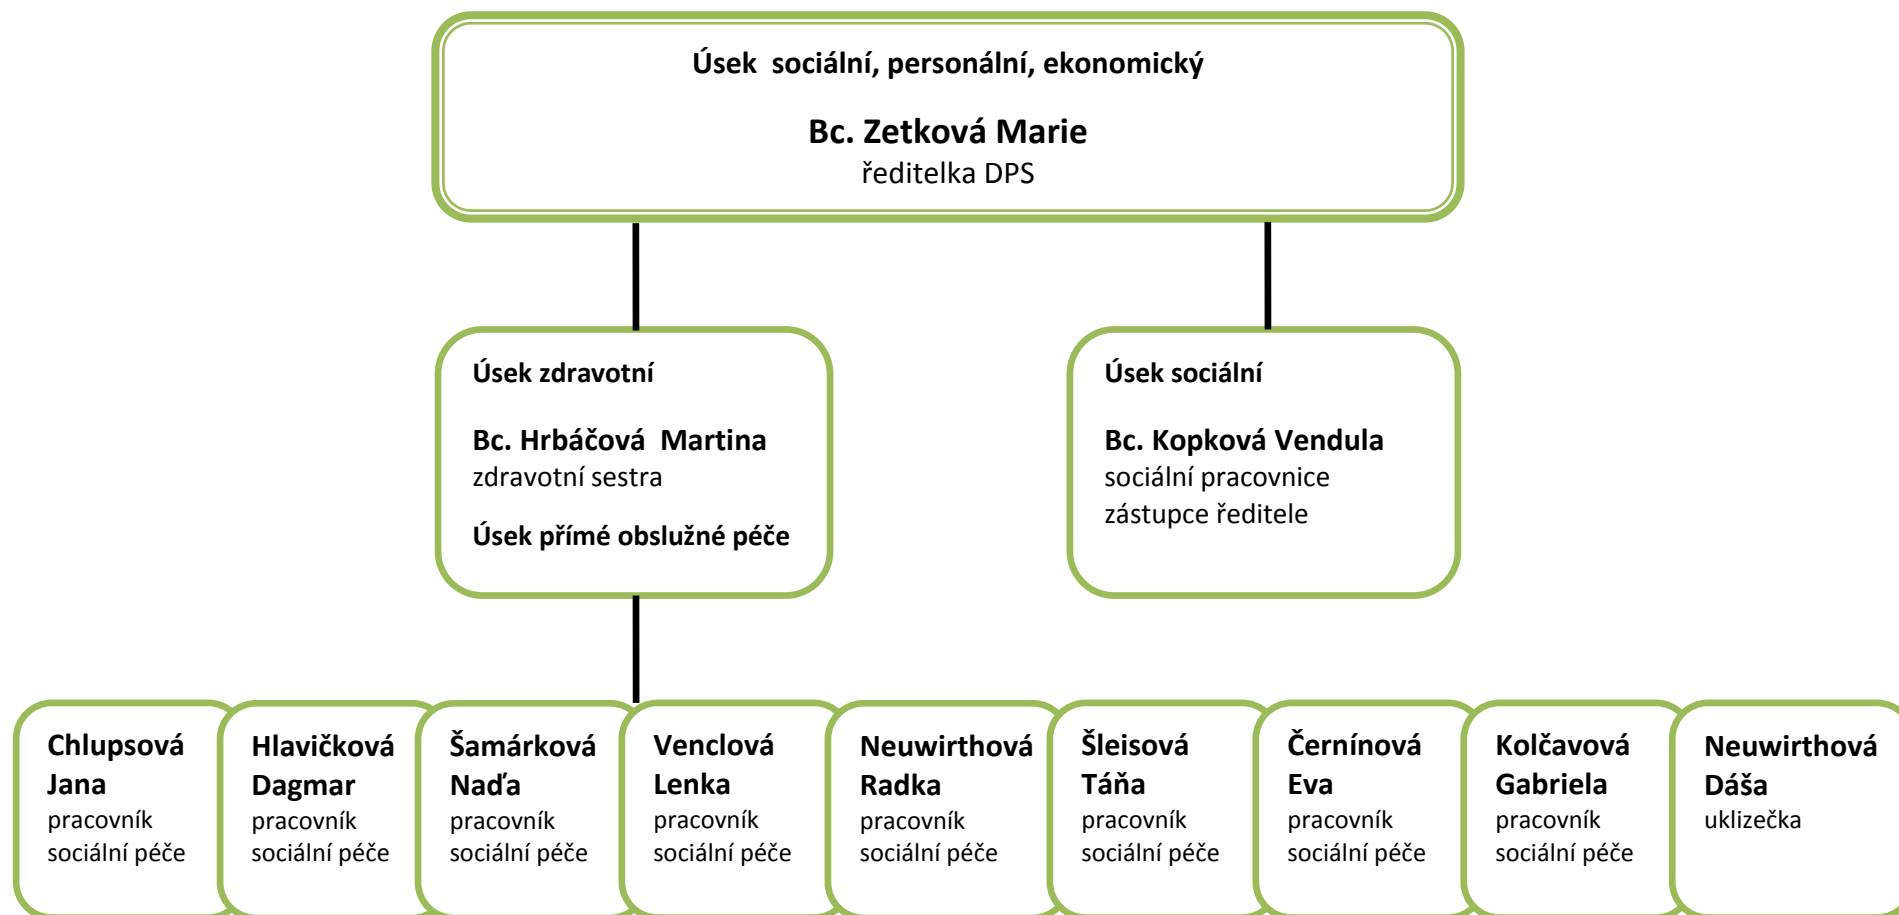 Úsek  sociální, personální, ekonomický
Bc. Zetková Marie
ředitelka DPS
Úsek zdravotní
Bc. Hrbáčová  Martina
zdravotní sestra
Úsek přímé obslužné péče
Úsek sociální
Bc. Kopková Vendula
sociální pracovnice
zástupce ředitele
Chlupsová
Jana
pracovník
sociální péče
Hlavičková
Dagmar
pracovník
sociální péče
Šamárková
Naďa
pracovník
sociální péče
Venclová
Lenka
pracovník
sociální péče
Neuwirthová
Radka
pracovník
sociální péče
Šleisová
Táňa
pracovník
sociální péče
Černínová
Eva
pracovník
sociální péče
Kolčavová
Gabriela
pracovník
sociální péče
Neuwirthová
Dáša
uklizečka